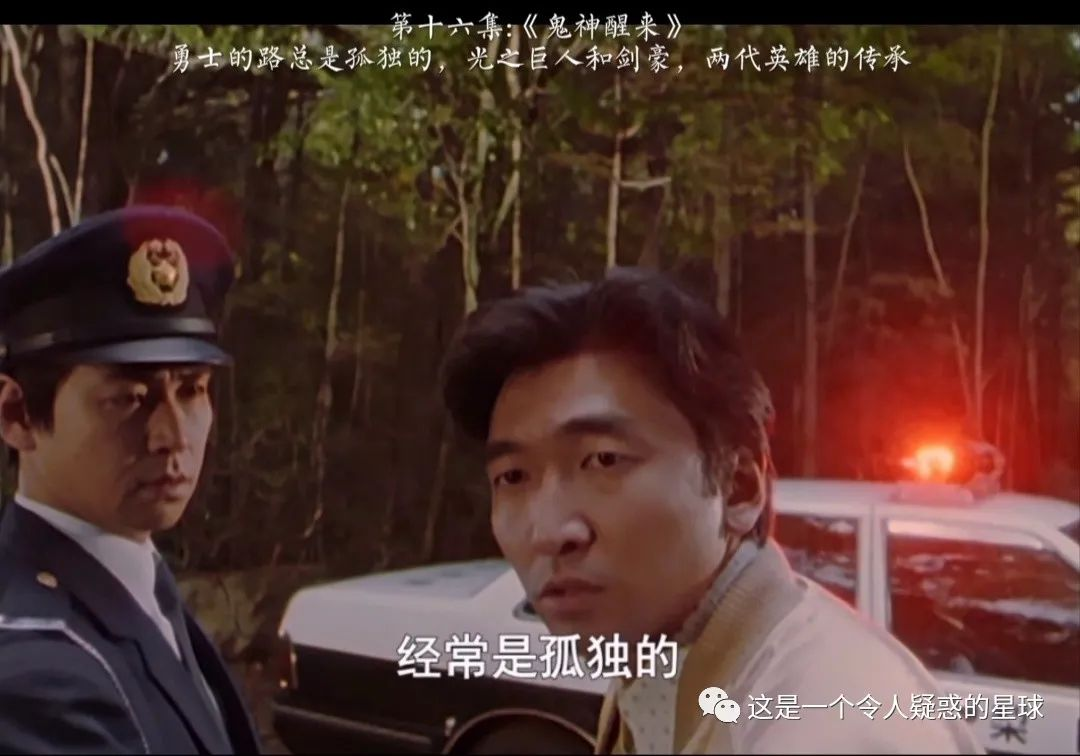 第十六集:《鬼神醒来》
勇士的路总是孤独的，光之巨人和剑豪，两代英雄的传承
经常是孤独的
这是一个令人疑惑的星球